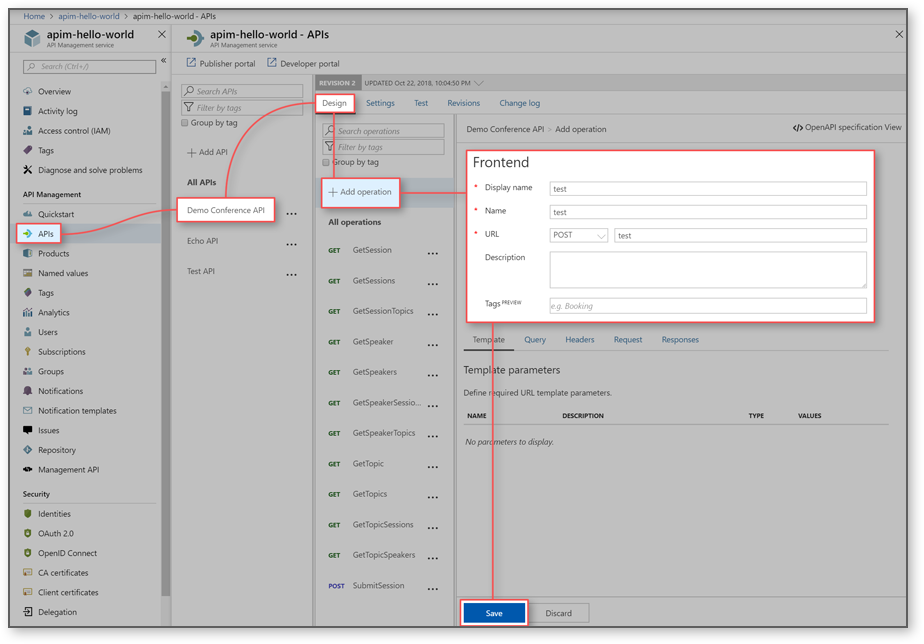 Home > apim-hello-world > apim-hello-world - APIs
apim-hello-world
API Management service
Search (Ctrl+/)
Overview
Activity log
Access control (IAM)
Tags
Diagnose and solve problems
API Management
Quickstart
APIs
Products
Named values
Tags
Analytics
Users
Subscriptions
Groups
Notifications
Notification templates
Issues
Repository
Management API
Security
Identities
OAuth 2.0
OpenID Connect
CA certificates
Client certificates
Delegation
apim-hello-world - APIs
API Management service
Publisher portal
Developer portal
Search APIs
Filter by tags
Group by tag
Add API
All APIs
Demo Conference API
Echo API
Test API
REVISION 2 UPDATED Oct 22, 2018, 10:04:50 PM
Design Settings Test Revisions Change log
Search operations
Filter by tags
Group by tag
Add operation
All operations
GET GetSession
GET GetSessions
GET GetSessionTopics
GET GetSpeaker
GET GetSpeakers
GET GetSpeakerSessio...
GET GetSpeakerTopics
GET GetTopic
GET GetTopics
GET GetTopicSessions
GET GetTopicSpeakers
POST SubmitSession
Demo Conference API > Add operation
</> OpenAPI specification View
Frontend
* Display name test
* Name test
* URL POST test
Description
Tags PREVIEW e.g. Booking
Template Query Headers Request Responses
Template parameters
Define required URL template parameters.
NAME DESCRIPTION TYPE VALUES
No parameters to display.
Save Discard